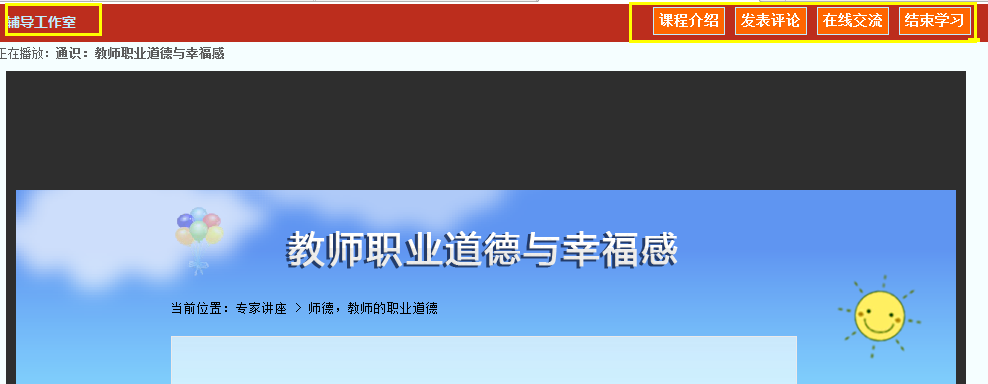 辅导工作室
课程介绍 发表评论 在线交流 结束学习
正在播放：通识：教师职业道德与幸福感
教师职业道德与幸福感
当前位置：专家讲座 > 师德，教师的职业道德